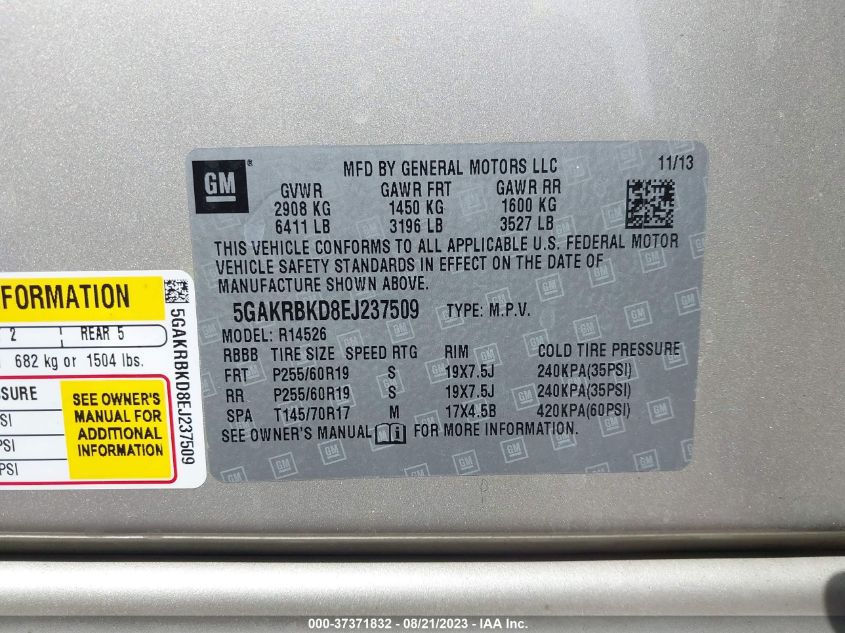 GM ®
MFD BY GENERAL MOTORS LLC 11/13
GVWR GAWR FRT GAWR RR
2908 KG 1450 KG 1600 KG
6411 LB 3196 LB 3527 LB
THIS VEHICLE CONFORMS TO ALL APPLICABLE U.S. FEDERAL MOTOR
VEHICLE SAFETY STANDARDS IN EFFECT ON THE DATE OF
MANUFACTURE SHOWN ABOVE.
5GAKRBKD8EJ237509 TYPE: M.P.V.
MODEL: R14526
RBBB TIRE SIZE SPEED RTG RIM COLD TIRE PRESSURE
FRT P255/60R19 S 19X7.5J 240KPA(35PSI)
RR P255/60R19 S 19X7.5J 240KPA(35PSI)
SPA T145/70R17 M 17X4.5B 420KPA(60PSI)
SEE OWNER'S MANUAL FOR MORE INFORMATION.
FORMATION
2 REAR 5
682 kg or 1504 lbs.
SSURE
SI
PSI
PSI
SEE OWNER'S
MANUAL FOR
ADDITIONAL
INFORMATION
5GAKRBKD8EJ237509
000-37371832 / 08/21/2023 - IAA Inc.